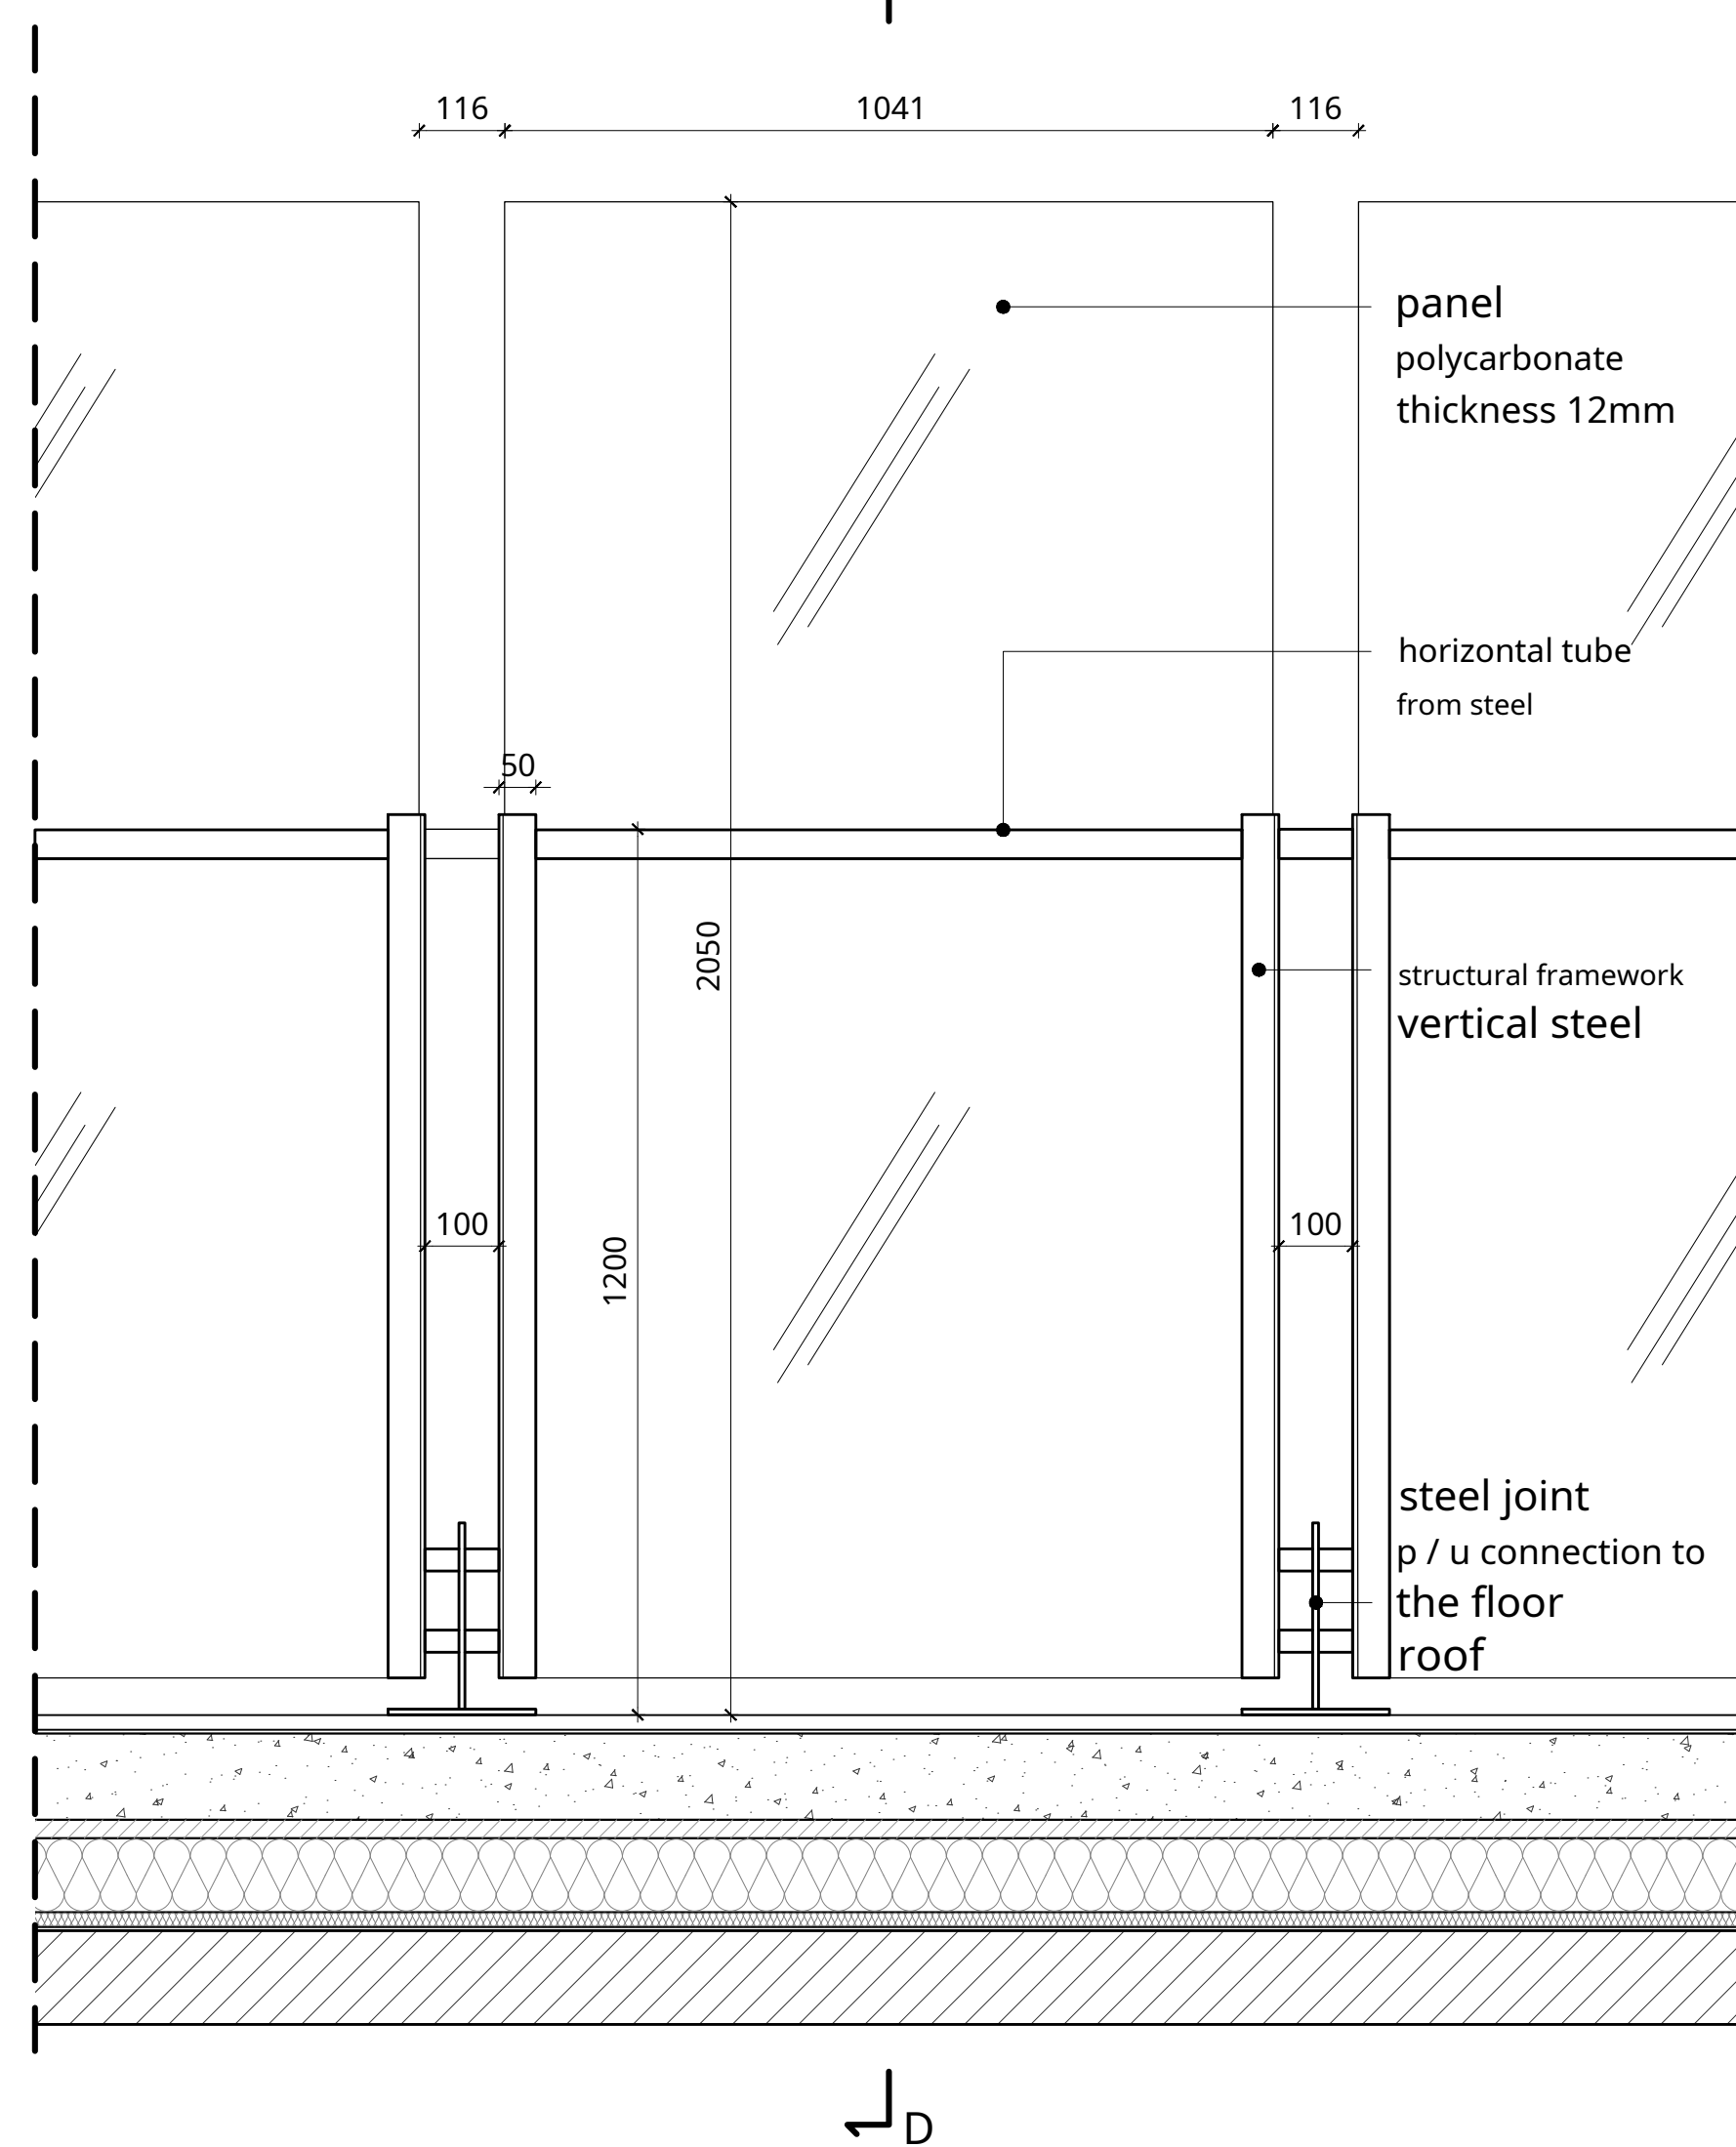 116
1041
116
panel
polycarbonate
thickness 12mm
horizontal tube
from steel
50
2050
structural framework
vertical steel
100
1200
100
steel joint
p / u connection to
the floor
roof
D